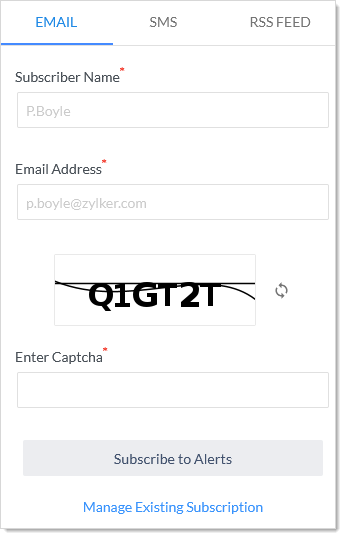 EMAIL SMS RSS FEED
Subscriber Name*
P.Boyle
Email Address*
p.boyle@zylker.com
Q1GT2T
Enter Captcha*
Subscribe to Alerts
Manage Existing Subscription